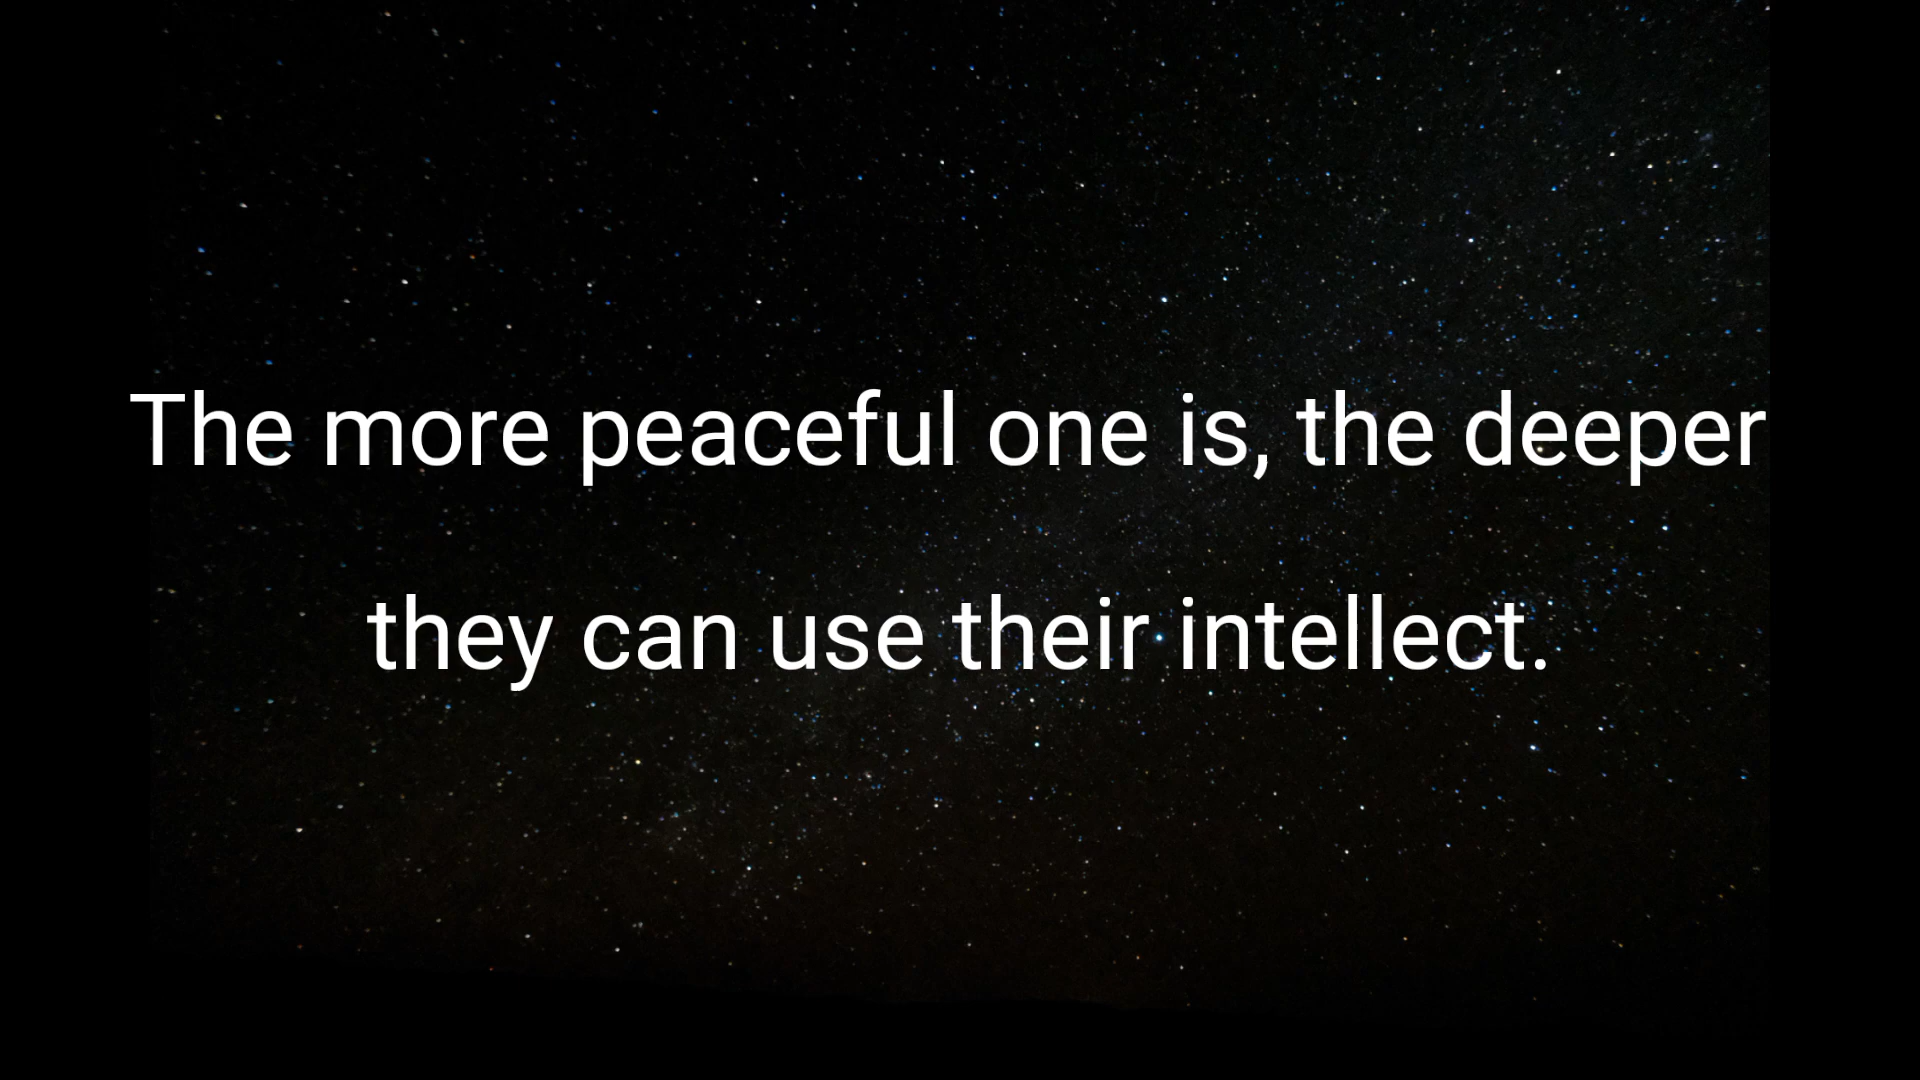 The more peaceful one is, the deeper
they can use their intellect.